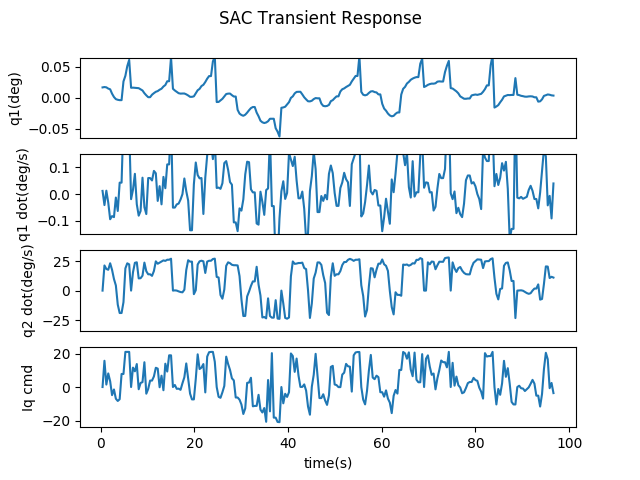 SAC Transient Response
q1(deg)
0.05
0.00
−0.05
q1 dot(deg/s)
0.1
0.0
−0.1
q2 dot(deg/s)
25
0
−25
Iq cmd
20
0
−20
0 20 40 60 80 100
time(s)